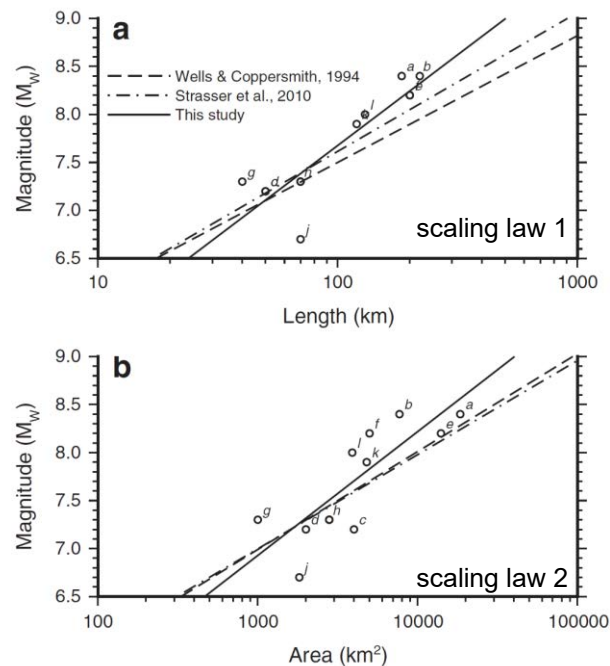 a
9.0
8.5
8.0
7.5
7.0
6.5
Magnitude (Mw)
Wells & Coppersmith, 1994
Strasser et al., 2010
This study
a b
e
l
g
d h
j
scaling law 1
10 100 1000
Length (km)
b
9.0
8.5
8.0
7.5
7.0
6.5
Magnitude (Mw)
b a
f e
l k
g h
d c
j
scaling law 2
100 1000 10000 100000
Area (km²)